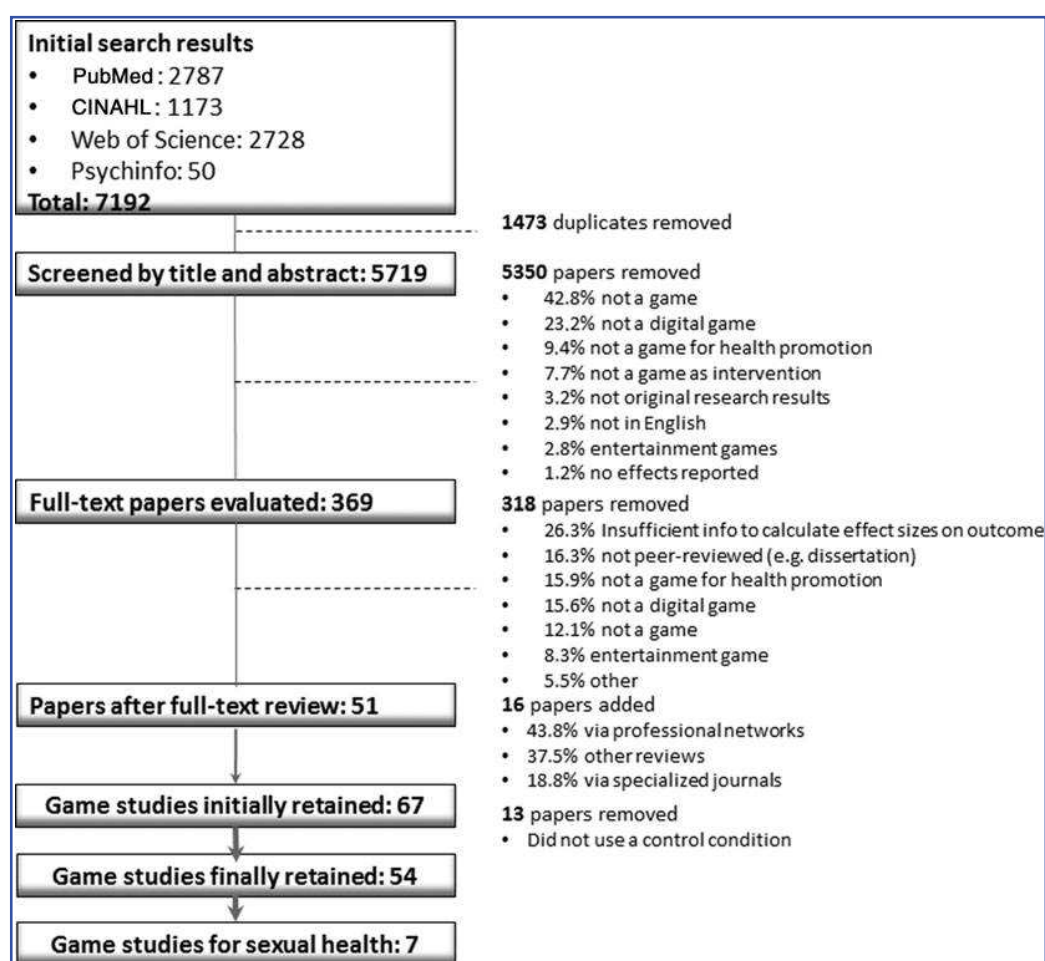 Initial search results
• PubMed : 2787
• CINAHL : 1173
• Web of Science: 2728
• Psychinfo: 50
Total: 7192
1473 duplicates removed
Screened by title and abstract: 5719
5350 papers removed
• 42.8% not a game
• 23.2% not a digital game
• 9.4% not a game for health promotion
• 7.7% not a game as intervention
• 3.2% not original research results
• 2.9% not in English
• 2.8% entertainment games
• 1.2% no effects reported
Full-text papers evaluated: 369
318 papers removed
• 26.3% Insufficient info to calculate effect sizes on outcome
• 16.3% not peer-reviewed (e.g. dissertation)
• 15.9% not a game for health promotion
• 15.6% not a digital game
• 12.1% not a game
• 8.3% entertainment game
• 5.5% other
Papers after full-text review: 51
16 papers added
• 43.8% via professional networks
• 37.5% other reviews
• 18.8% via specialized journals
Game studies initially retained: 67
13 papers removed
• Did not use a control condition
Game studies finally retained: 54
Game studies for sexual health: 7